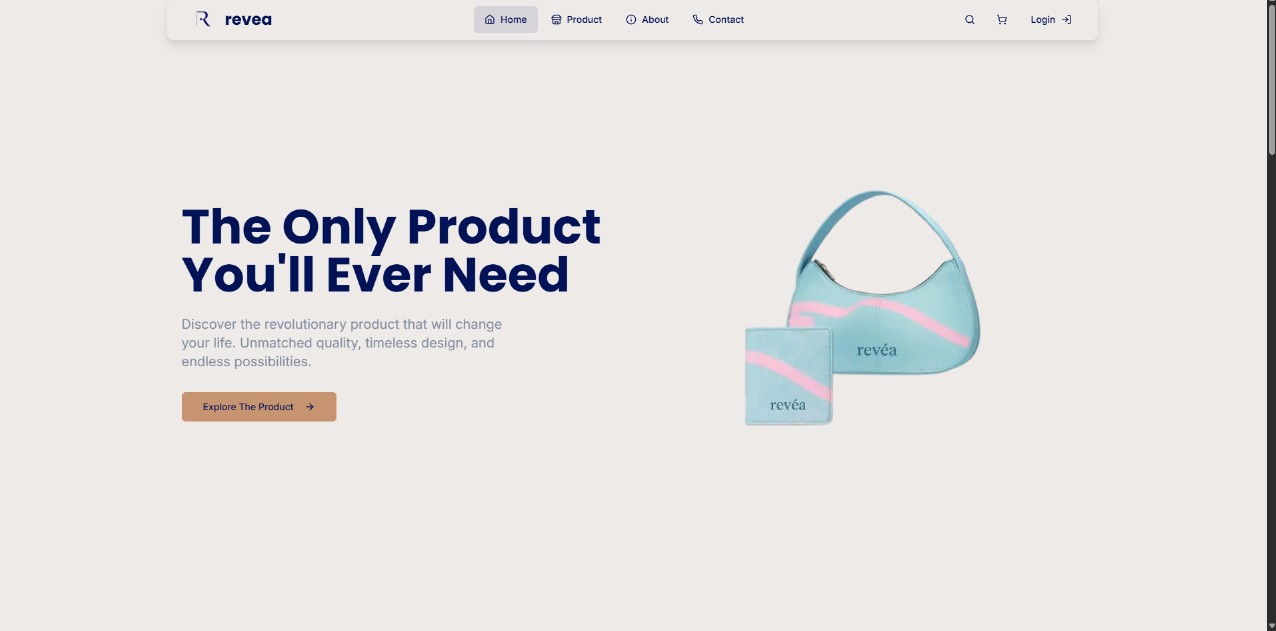 revea
Home
Product
About
Contact
Login
The Only Product
You'll Ever Need
Discover the revolutionary product that will change
your life. Unmatched quality, timeless design, and
endless possibilities.
Explore The Product
revéa
revéa